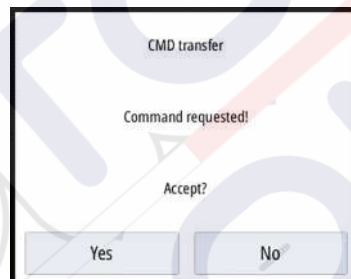 CMD transfer
Command requested!
Accept?
Yes
No